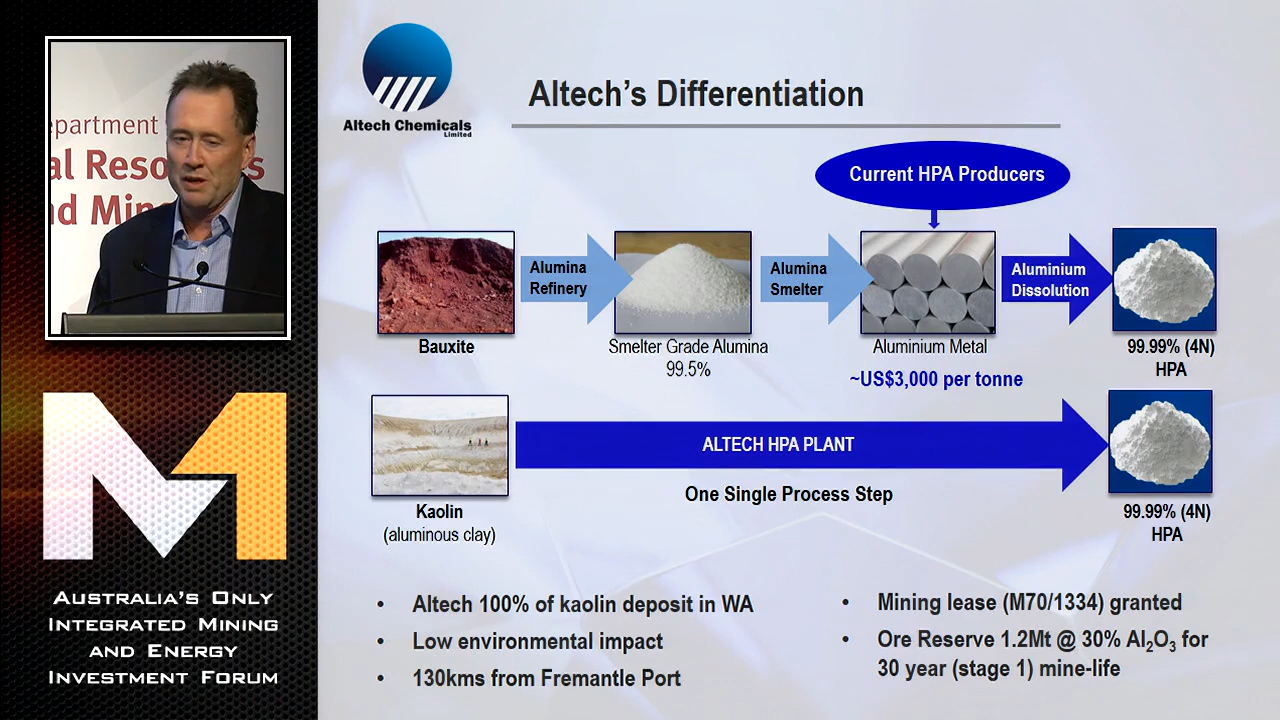 epartment
al Reso s
nd Min
AUSTRALIA'S ONLY
INTEGRATED MINING
AND ENERGY
INVESTMENT FORUM
Altech Chemicals
Limited
Altech's Differentiation
Current HPA Producers
Alumina
Refinery
Alumina
Smelter
Aluminium
Dissolution
Bauxite
Smelter Grade Alumina
99.5%
Aluminium Metal
~US$3,000 per tonne
99.99% (4N)
HPA
ALTECH HPA PLANT
One Single Process Step
Kaolin
(aluminous clay)
99.99% (4N)
HPA
• Altech 100% of kaolin deposit in WA
• Low environmental impact
• 130kms from Fremantle Port
• Mining lease (M70/1334) granted
• Ore Reserve 1.2Mt @ 30% Al₂O₃ for
30 year (stage 1) mine-life